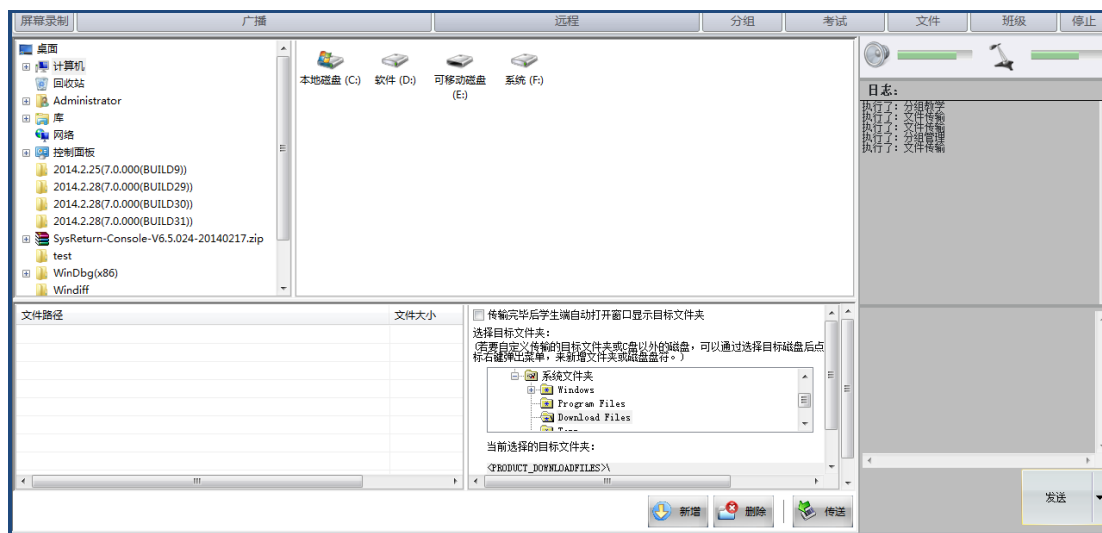 屏幕录制 广播 远程 分组 考试 文件 班级 停止
桌面
计算机
回收站
Administrator
库
网络
控制面板
2014.2.25(7.0.000(BUILD9))
2014.2.28(7.0.000(BUILD29))
2014.2.28(7.0.000(BUILD30))
2014.2.28(7.0.000(BUILD31))
SysReturn-Console-V6.5.024-20140217.zip
test
WinDbg(x86)
Windiff
本地磁盘 (C:) 软件 (D:) 可移动磁盘 (E:) 系统 (F:)
日志：
执行了：分组教学
执行了：文件传输
执行了：文件传输
执行了：分组管理
执行了：文件传输
文件路径 文件大小
传输完毕后学生端自动打开窗口显示目标文件夹
选择目标文件夹：
(若要自定义传输的目标文件夹或C盘以外的磁盘，可以通过选择目标磁盘后点
标右键弹出菜单，来新增文件夹或磁盘盘符。)
系统文件夹
Windows
Program Files
Download Files
当前选择的目标文件夹：
<PRODUCT_DOWNLOADFILES>\
新增 删除 传送
发送